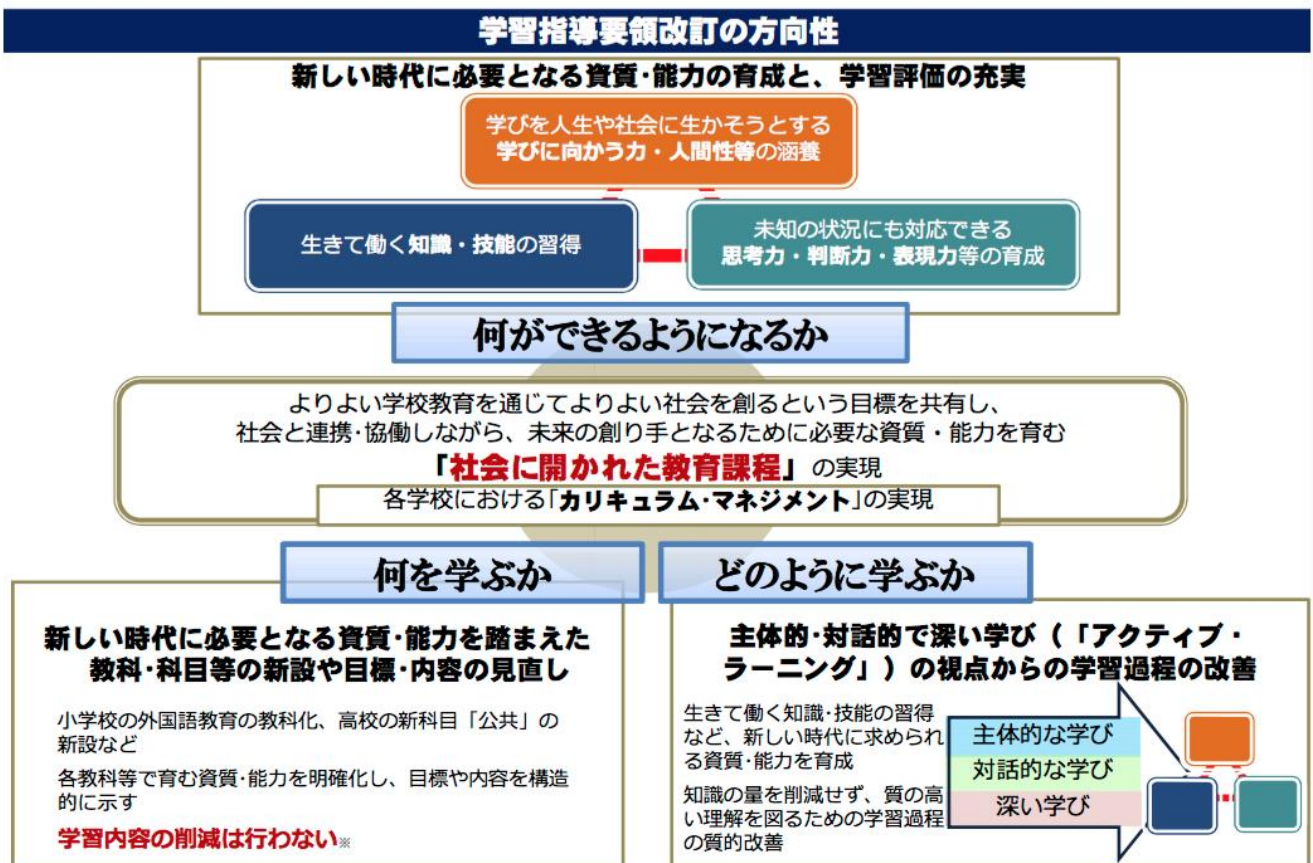 学習指導要領改訂の方向性
新しい時代に必要となる資質・能力の育成と、学習評価の充実
学びを人生や社会に生かそうとする
学びに向かう力・人間性等の涵養
生きて働く知識・技能の習得
未知の状況にも対応できる
思考力・判断力・表現力等の育成
何ができるようになるか
よりよい学校教育を通じてよりよい社会を創るという目標を共有し、
社会と連携・協働しながら、未来の創り手となるために必要な資質・能力を育む
「社会に開かれた教育課程」の実現
各学校における「カリキュラム・マネジメント」の実現
何を学ぶか
新しい時代に必要となる資質・能力を踏まえた
教科・科目等の新設や目標・内容の見直し
小学校の外国語教育の教科化、高校の新科目「公共」の
新設など
各教科等で育む資質・能力を明確化し、目標や内容を構造
的に示す
学習内容の削減は行わない※
どのように学ぶか
主体的・対話的で深い学び（「アクティブ・
ラーニング」）の視点からの学習過程の改善
生きて働く知識・技能の習得
など、新しい時代に求められ
る資質・能力を育成
知識の量を削減せず、質の高
い理解を図るための学習過程
の質的改善
主体的な学び
対話的な学び
深い学び